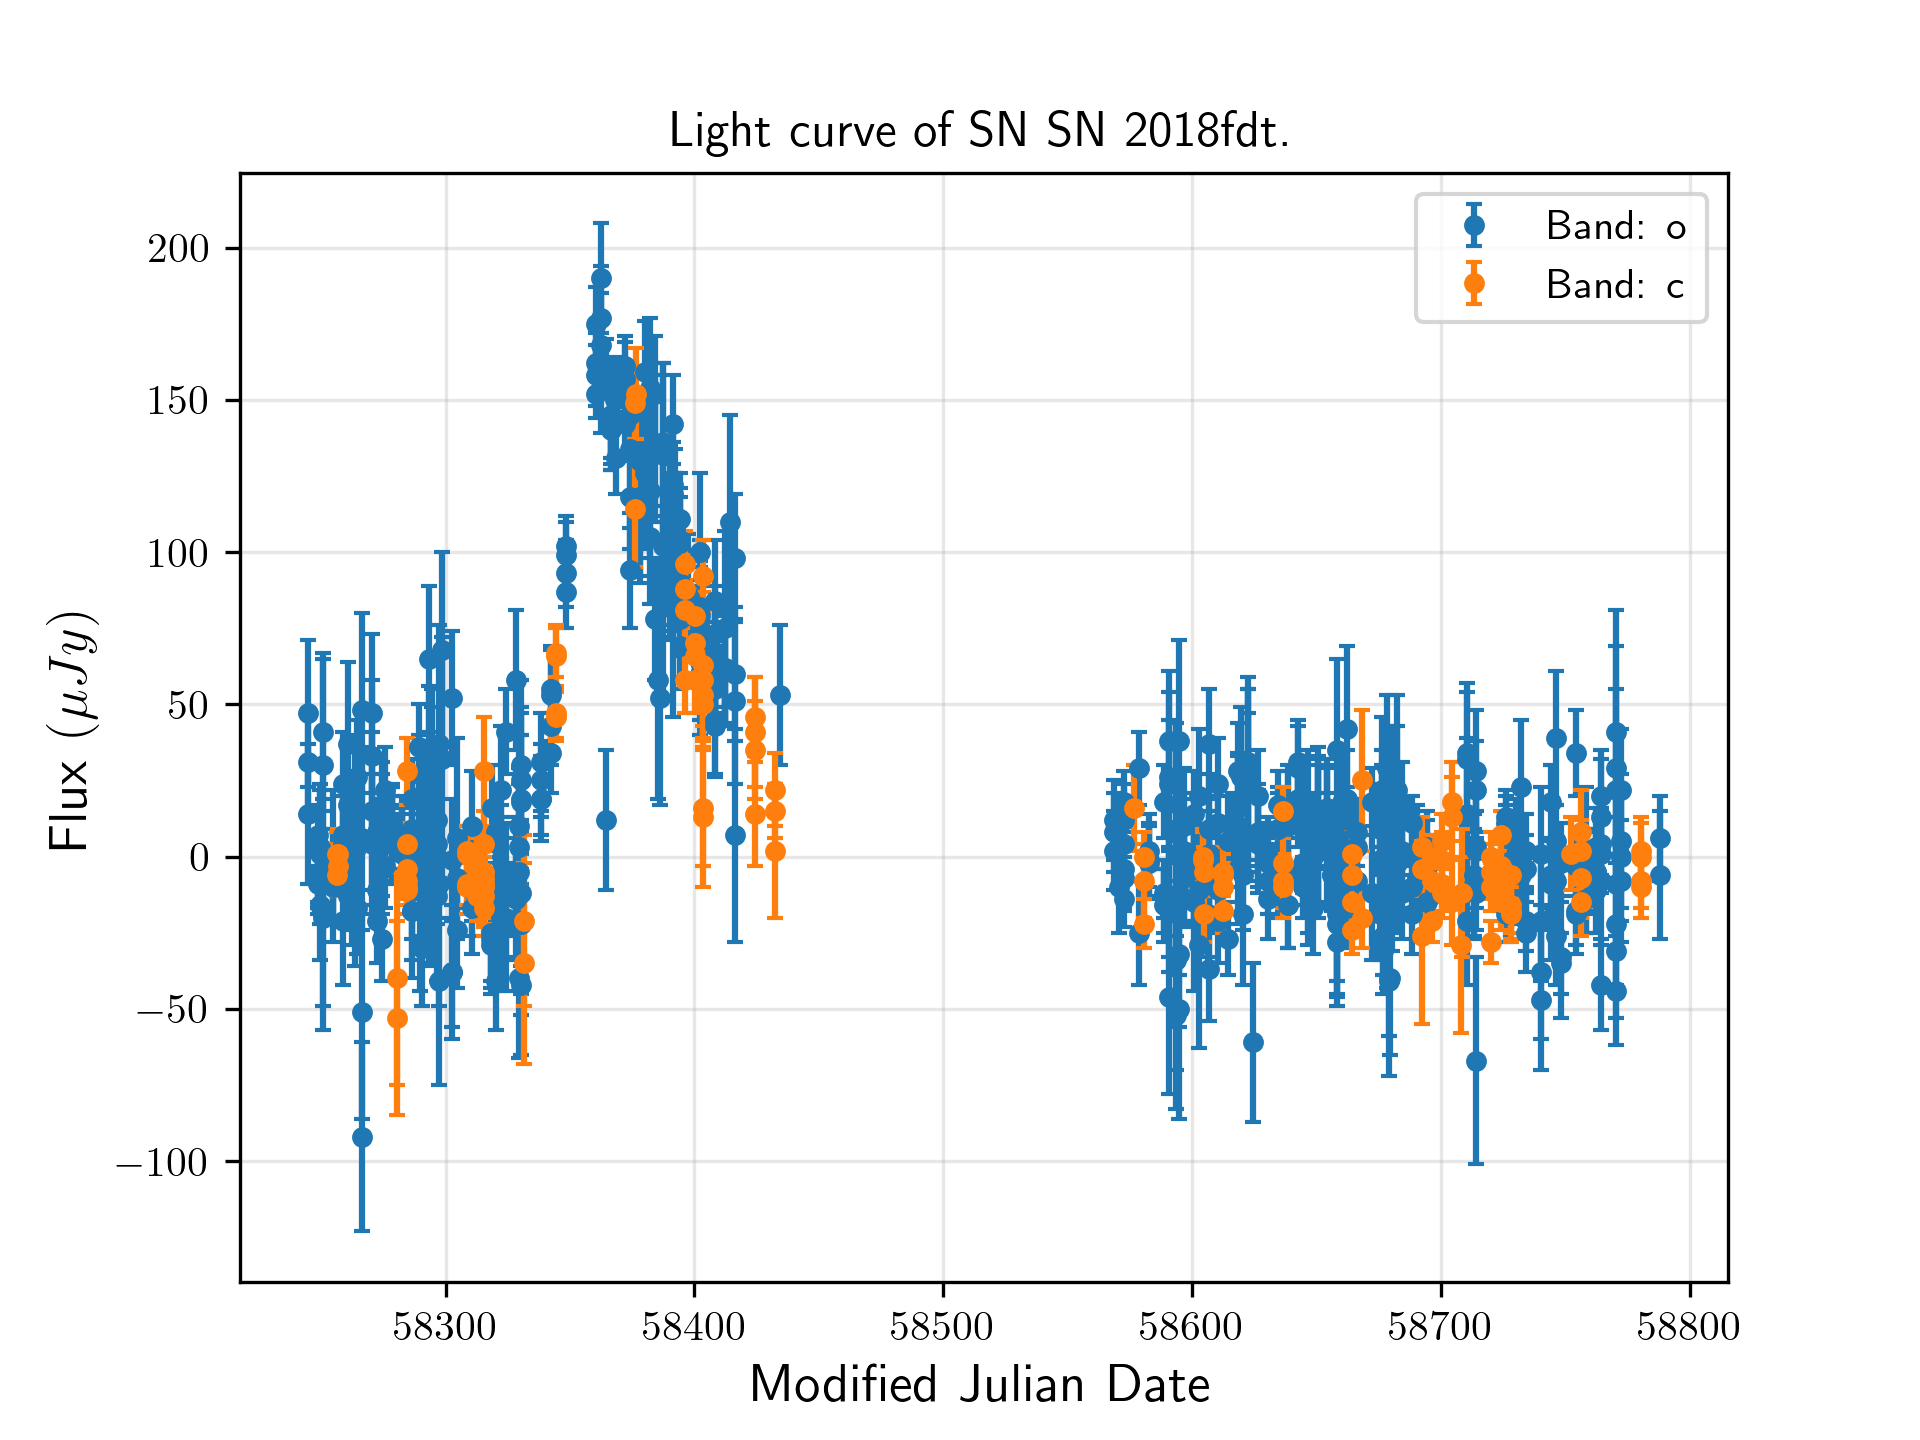 Light curve of SN SN 2018fdt.
Band: o
Band: c
200
150
100
50
0
−50
−100
Flux (μJy)
58300 58400 58500 58600 58700 58800
Modified Julian Date